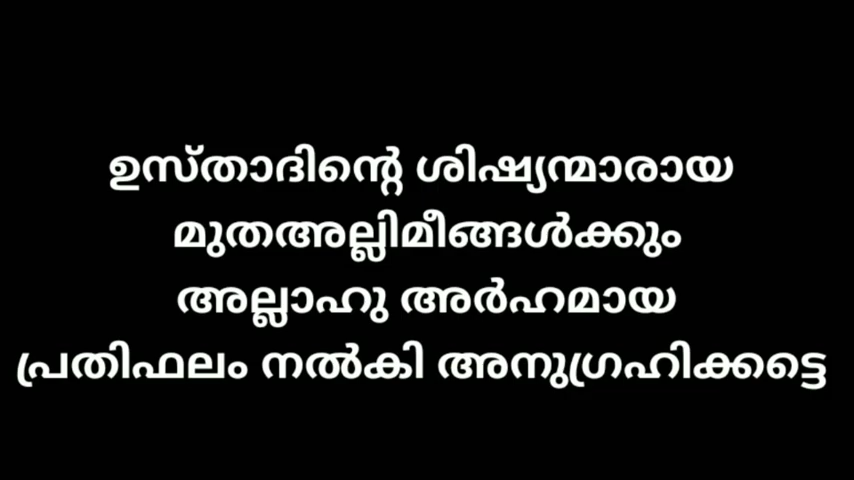 ഉസ്താദിന്റെ ശിഷ്യന്മാരായ
മുതഅല്ലിമീങ്ങൾക്കും
അല്ലാഹു അർഹമായ
പ്രതിഫലം നൽകി അനുഗ്രഹിക്കട്ടെ